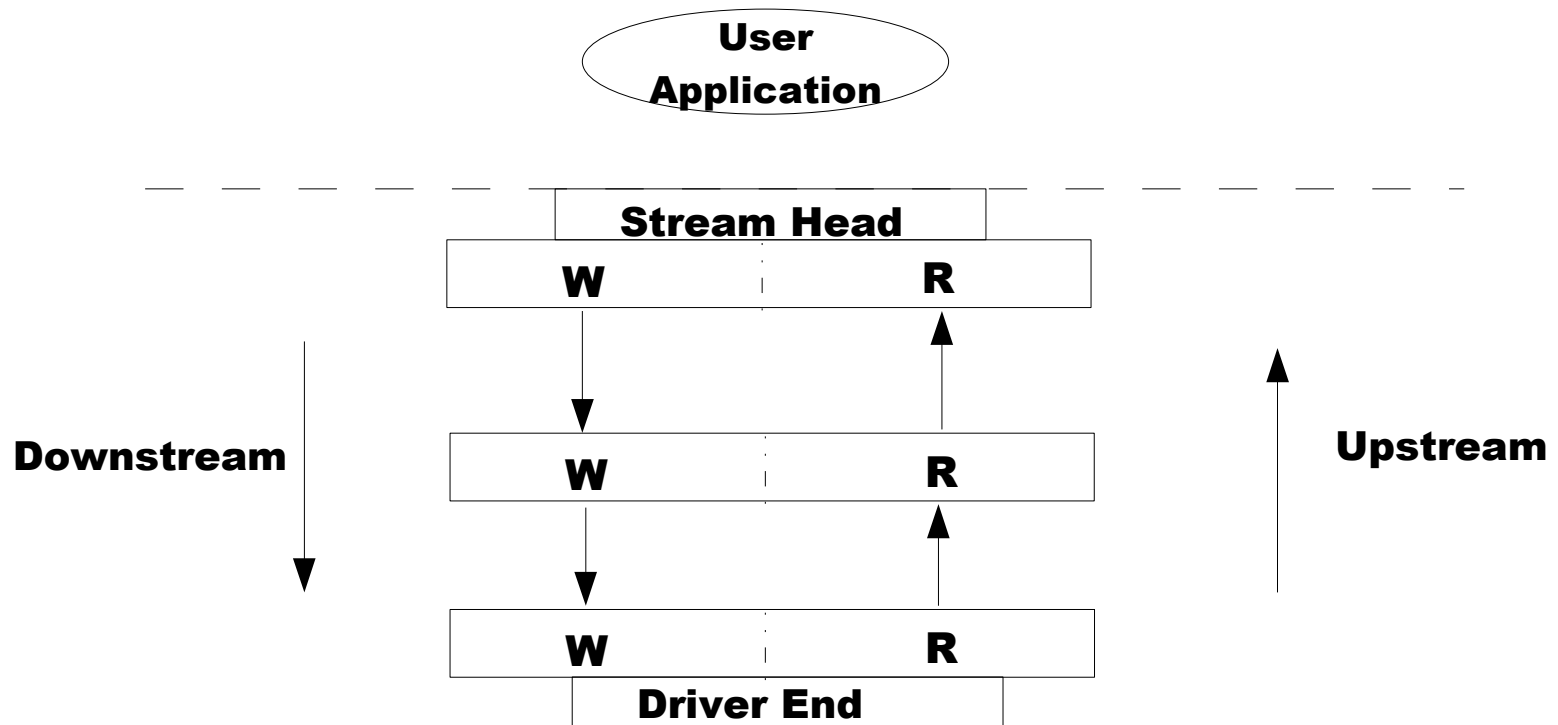 User
Application
Stream Head
W R
Downstream
W R
Upstream
W R
Driver End